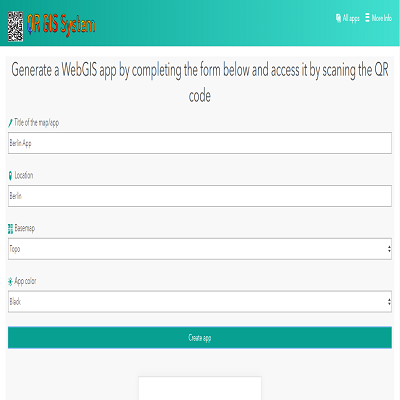 QR GIS System
All apps
More Info
Generate a WebGIS app by completing the form below and access it by scaning the QR
code
Title of the map/app
Berlin App
Location
Berlin
Basemap
Topo
App color
Black
Create app